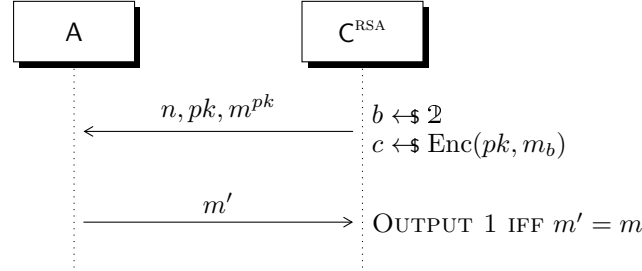 A
C^RSA
n, pk, m^pk
b ←$ 2
c ←$ Enc(pk, m_b)
m′
OUTPUT 1 IFF m′ = m